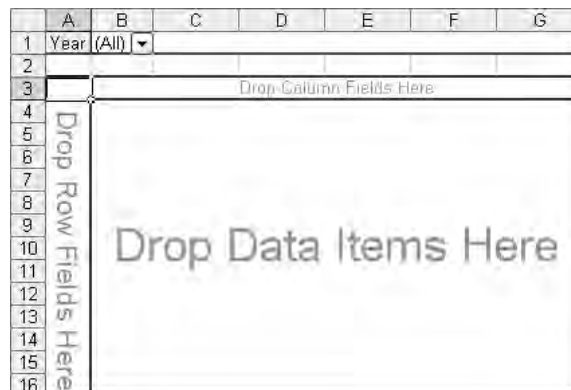 A B C D E F G
1 Year (All)
2
3 Drop Column Fields Here
4
5
6
7
8
9
10
11
12
13
14
15
16
Drop Row Fields Here
Drop Data Items Here